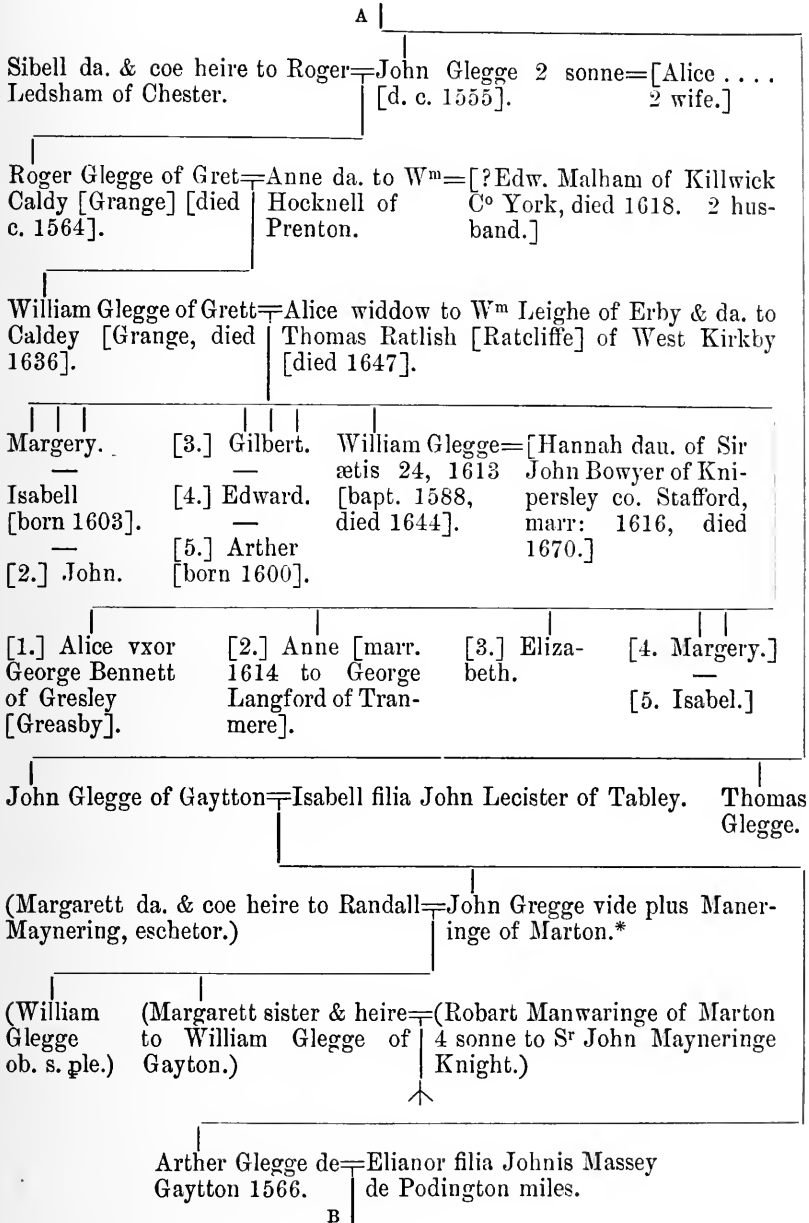 A
Sibell da. & coe heire to Roger=John Glegge 2 sonne=[Alice ....
Ledsham of Chester. [d. c. 1555]. 2 wife.]
Roger Glegge of Gret=Anne da. to Wᵐ=[?Edw. Malham of Killwick
Caldy [Grange] [died Hocknell of Cᵒ York, died 1618. 2 hus-
c. 1564]. Prenton. band.]
William Glegge of Grett=Alice widdow to Wᵐ Leighe of Erby & da. to
Caldey [Grange, died Thomas Ratlish [Ratcliffe] of West Kirkby
1636]. [died 1647].
Margery. [3.] Gilbert. William Glegge=[Hannah dau. of Sir
— — ætis 24, 1613 John Bowyer of Kni-
Isabell [4.] Edward. [bapt. 1588, persley co. Stafford,
[born 1603]. — died 1644]. marr: 1616, died
— [5.] Arther 1670.]
[2.] John. [born 1600].
[1.] Alice vxor [2.] Anne [marr. [3.] Eliza- [4. Margery.]
George Bennett 1614 to George beth. —
of Gresley Langford of Tran- [5. Isabel.]
[Greasby]. mere].
John Glegge of Gaytton=Isabell filia John Lecister of Tabley. Thomas
Glegge.
(Margarett da. & coe heire to Randall=John Gregge vide plus Maner-
Maynering, eschetor.) inge of Marton.*
(William (Margarett sister & heire=(Robart Manwaringe of Marton
Glegge to William Glegge of 4 sonne to Sʳ John Mayneringe
ob. s. ple.) Gayton.) Knight.)
Arther Glegge de=Elianor filia Johnis Massey
Gaytton 1566. de Podington miles.
B